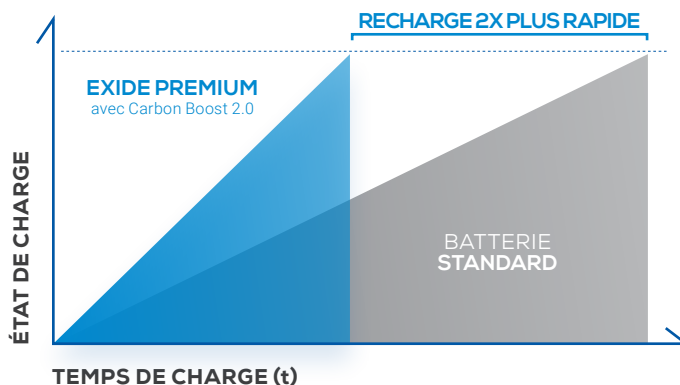 RECHARGE 2X PLUS RAPIDE
EXIDE PREMIUM
avec Carbon Boost 2.0
ÉTAT DE CHARGE
BATTERIE
STANDARD
TEMPS DE CHARGE (t)